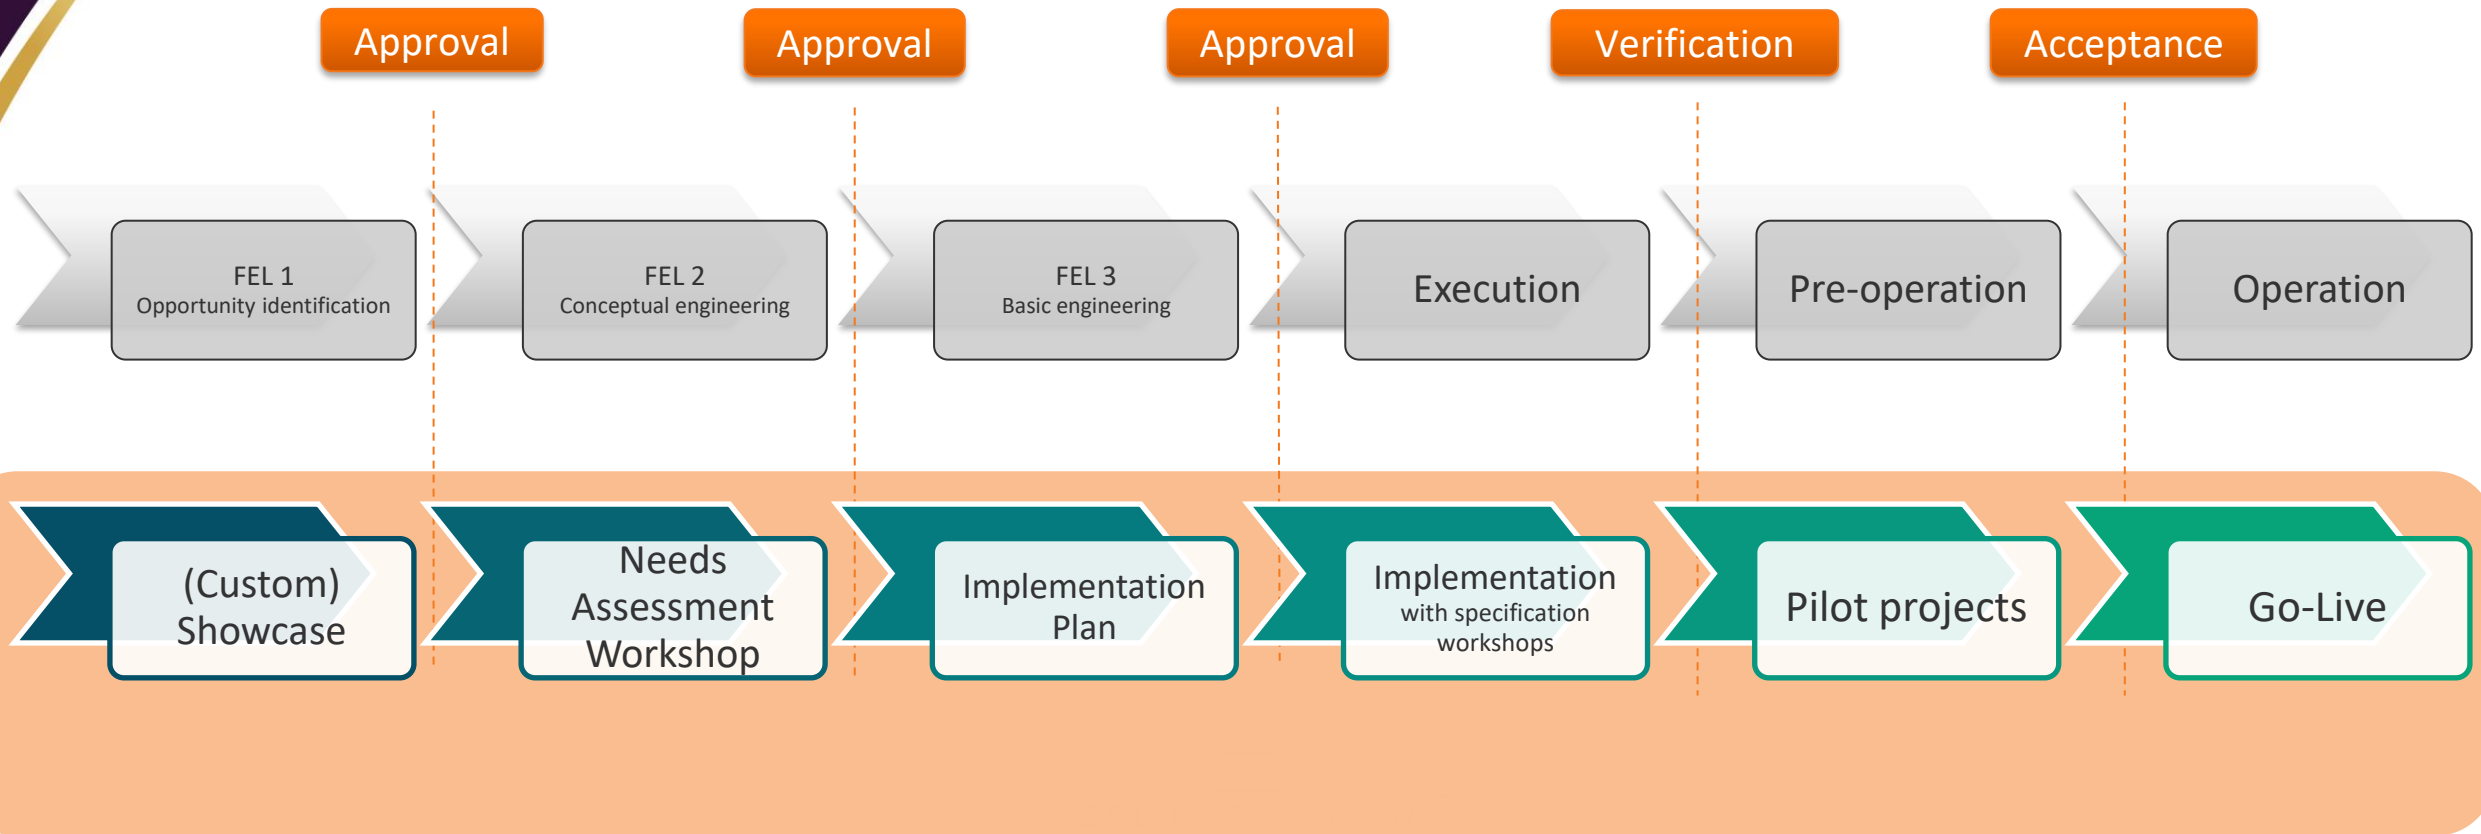 Approval
Approval
Approval
Verification
Acceptance
FEL 1
Opportunity identification
FEL 2
Conceptual engineering
FEL 3
Basic engineering
Execution
Pre-operation
Operation
(Custom)
Showcase
Needs
Assessment
Workshop
Implementation
Plan
Implementation
with specification
workshops
Pilot projects
Go-Live